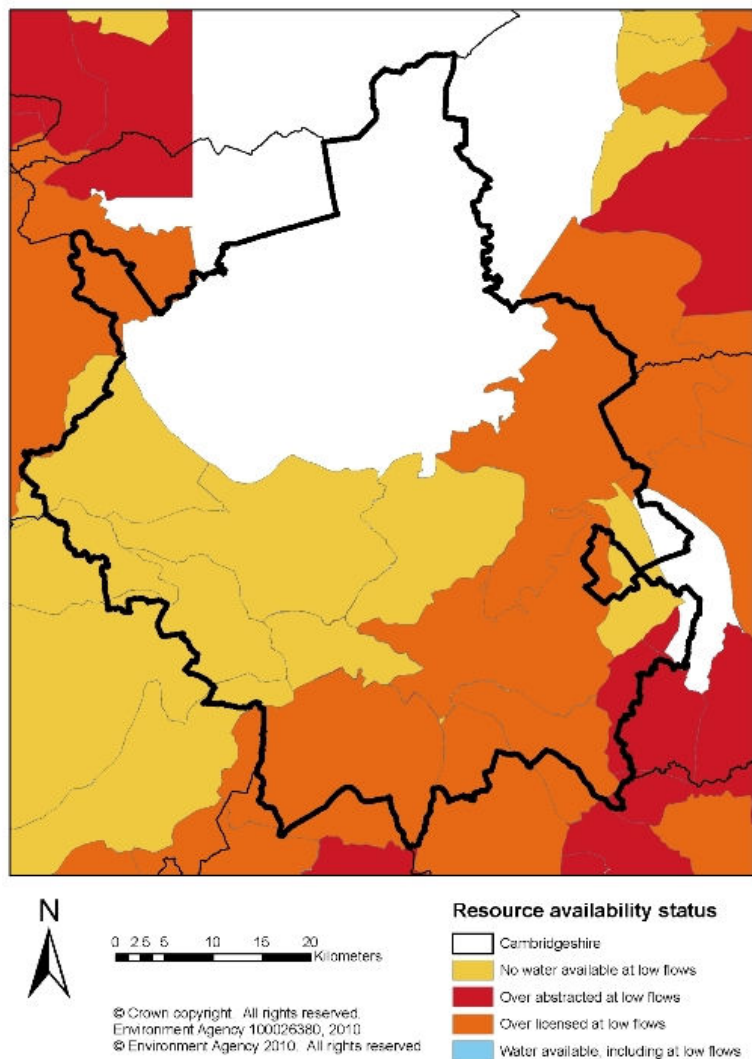 N
0 2.5 5 10 15 20
Kilometers
© Crown copyright. All rights reserved.
Environment Agency 100026380, 2010
© Environment Agency 2010. All rights reserved
Resource availability status
Cambridgeshire
No water available at low flows
Over abstracted at low flows
Over licensed at low flows
Water available, including at low flows